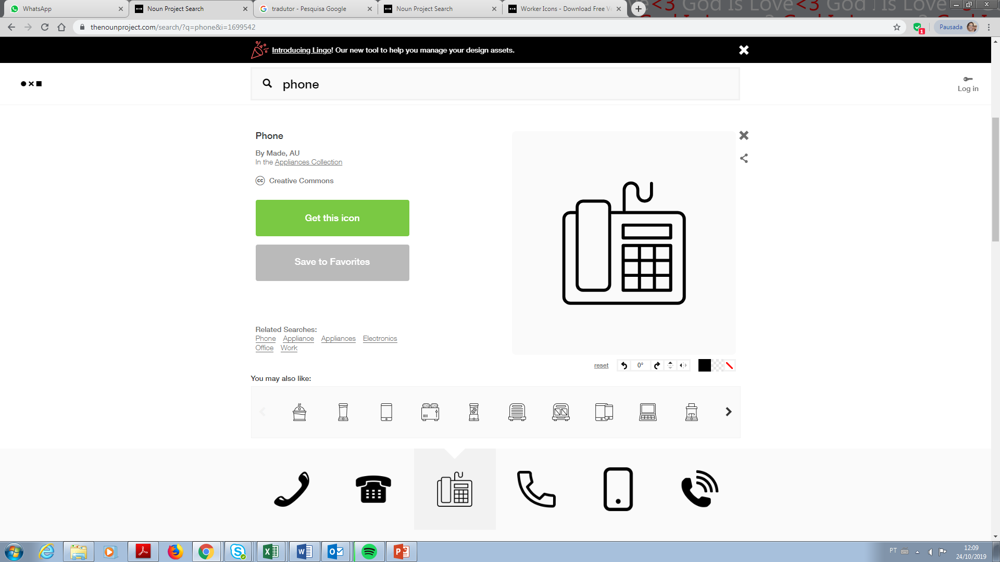 WhatsApp
Noun Project Search
tradutor - Pesquisa Google
Noun Project Search
Worker Icons - Download Free V
<3 God Is Love<3 God Is Love
thenounproject.com/search/?q=phone&i=1699542
Pausada
1
Introducing Lingo! Our new tool to help you manage your design assets.
phone
Log in
Phone
By Made, AU
In the Appliances Collection
cc Creative Commons
Get this icon
Save to Favorites
Related Searches:
Phone Appliance Appliances Electronics
Office Work
reset 0°
You may also like:
PT
12:09
24/10/2019